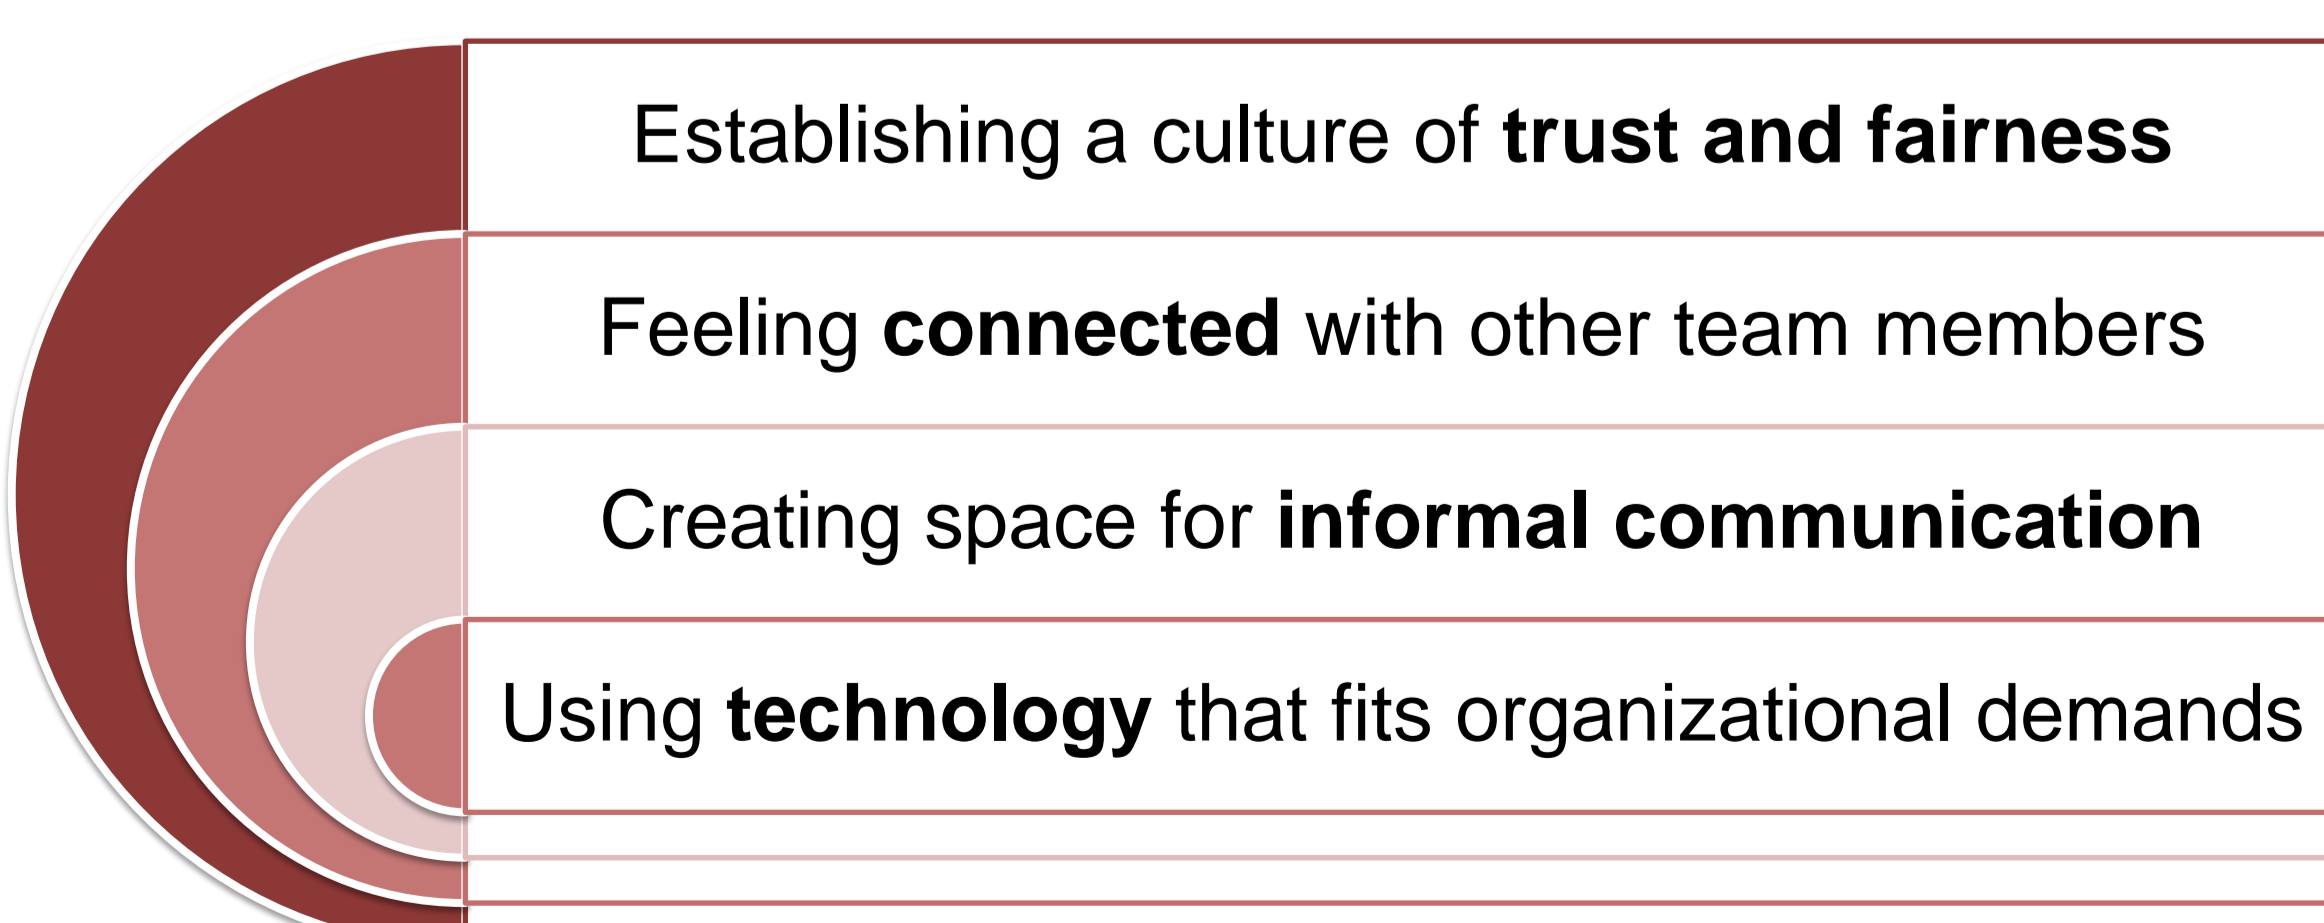 Establishing a culture of trust and fairness
Feeling connected with other team members
Creating space for informal communication
Using technology that fits organizational demands